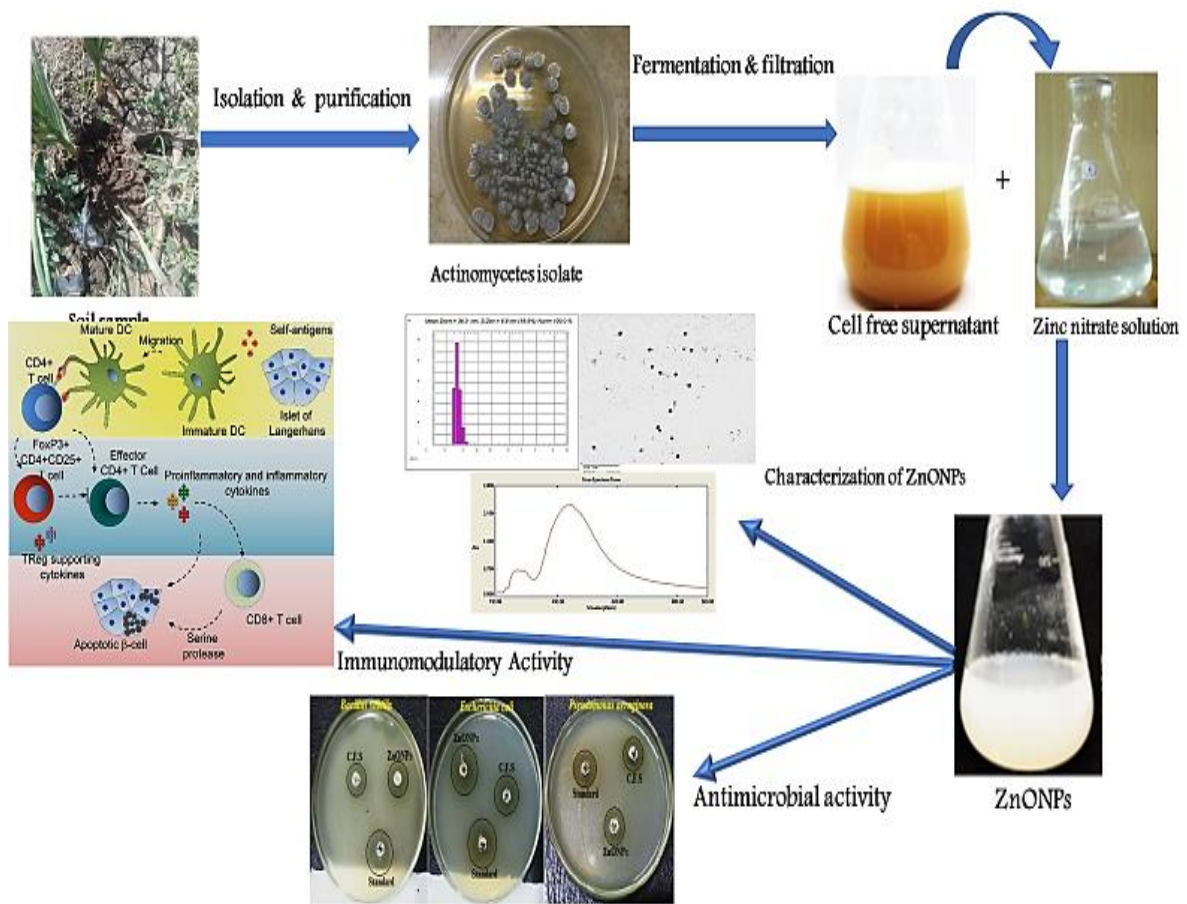 Isolation & purification
Fermentation & filtration
Soil sample
Actinomycetes isolate
+
Cell free supernatant
Zinc nitrate solution
Mature DC
Self-antigens
Migration
CD4+
T cell
Immature DC
Islet of
Langerhans
FoxP3+
CD4+CD25+
T cell
Effector
CD4+ T Cell
Proinflammatory and inflammatory
cytokines
TReg supporting
cytokines
CD8+ T cell
Apoptotic β-cell
Serine
protease
Characterization of ZnONPs
Immunomodulatory Activity
Antimicrobial activity
ZnONPs
Escherichia coli
C.F.S
ZnONPs
Standard
ZnONPs
C.F.S
Standard
Standard
C.F.S
ZnONPs